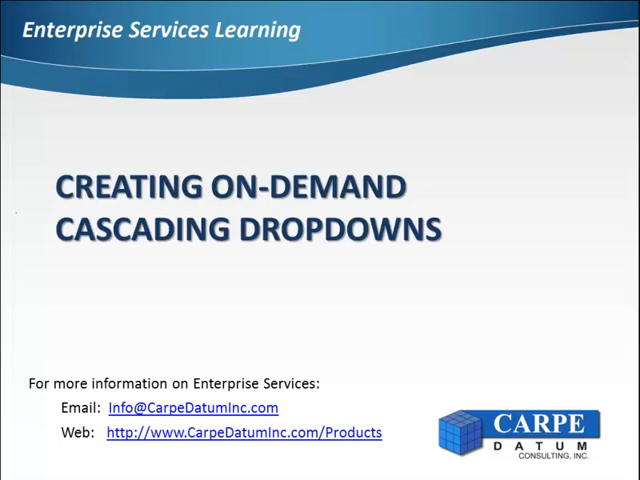 Enterprise Services Learning
CREATING ON-DEMAND
CASCADING DROPDOWNS
For more information on Enterprise Services:
Email: Info@CarpeDatumInc.com
Web: http://www.CarpeDatumInc.com/Products
CARPE
DATUM
CONSULTING, INC.